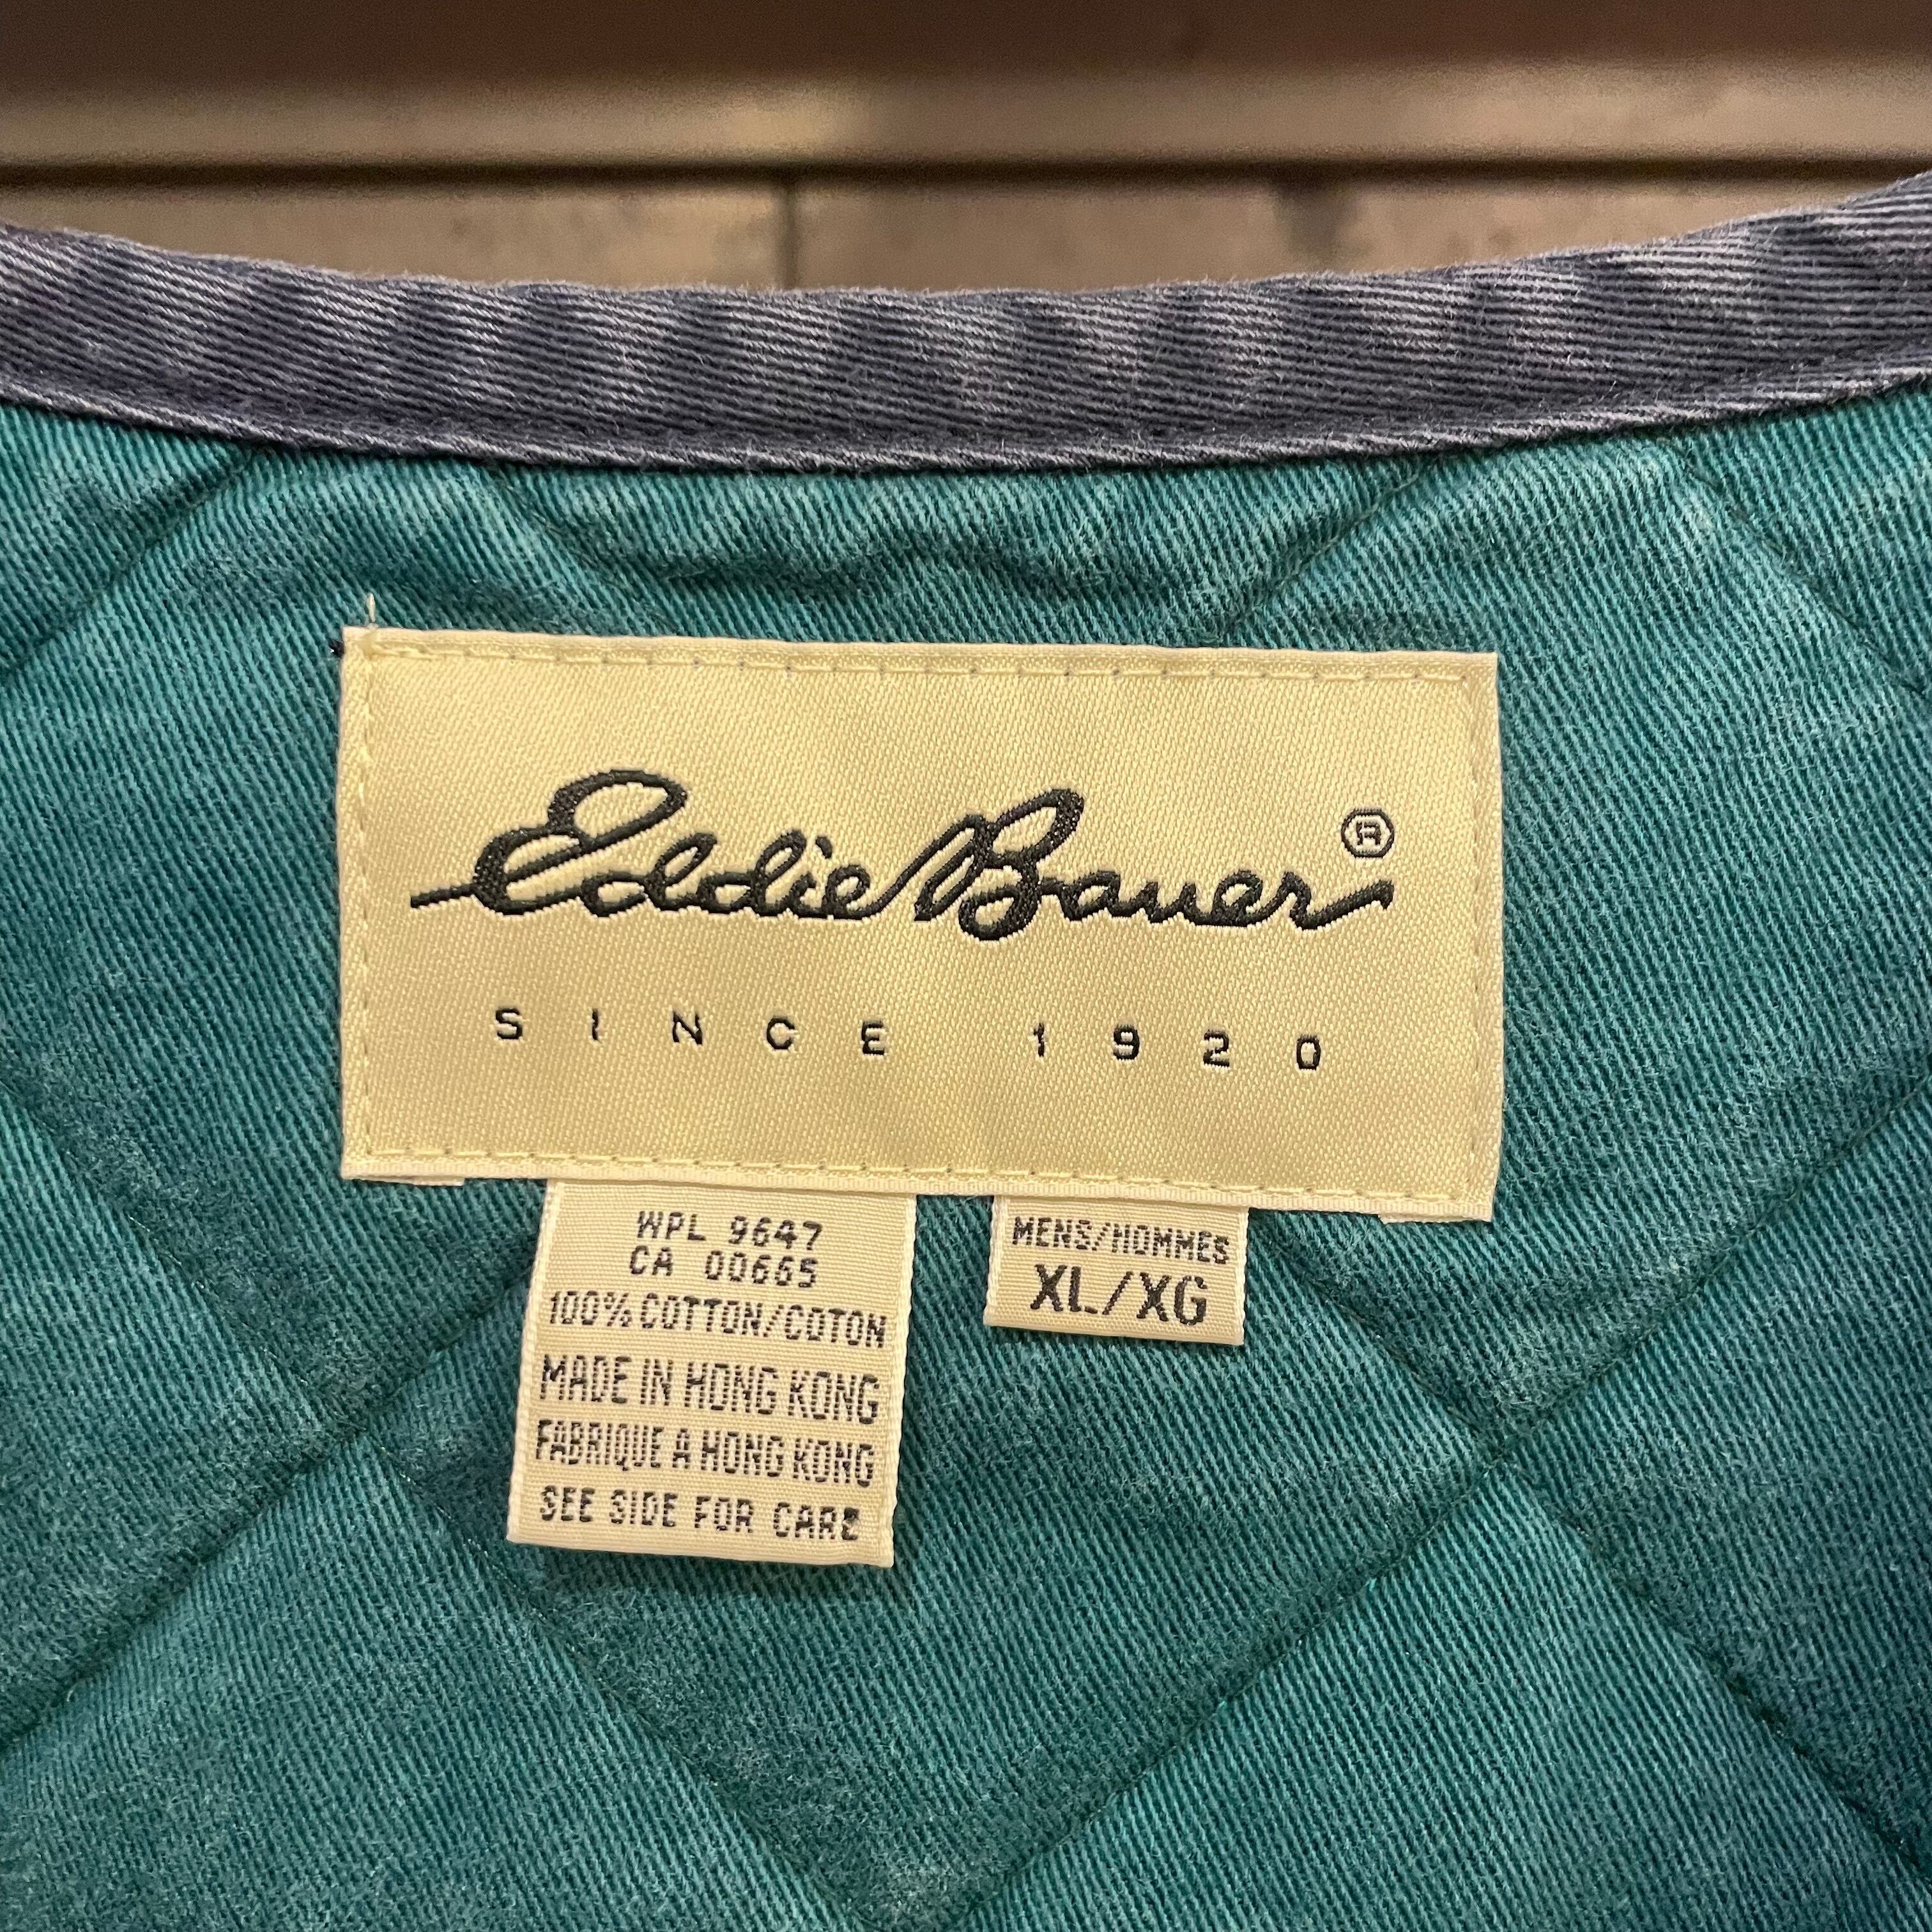 Eddie Bauer®
SINCE 1920
WPL 9647
CA 00665
100% COTTON/COTON
MADE IN HONG KONG
FABRIQUE A HONG KONG
SEE SIDE FOR CARE
MENS/HOMMES
XL/XG